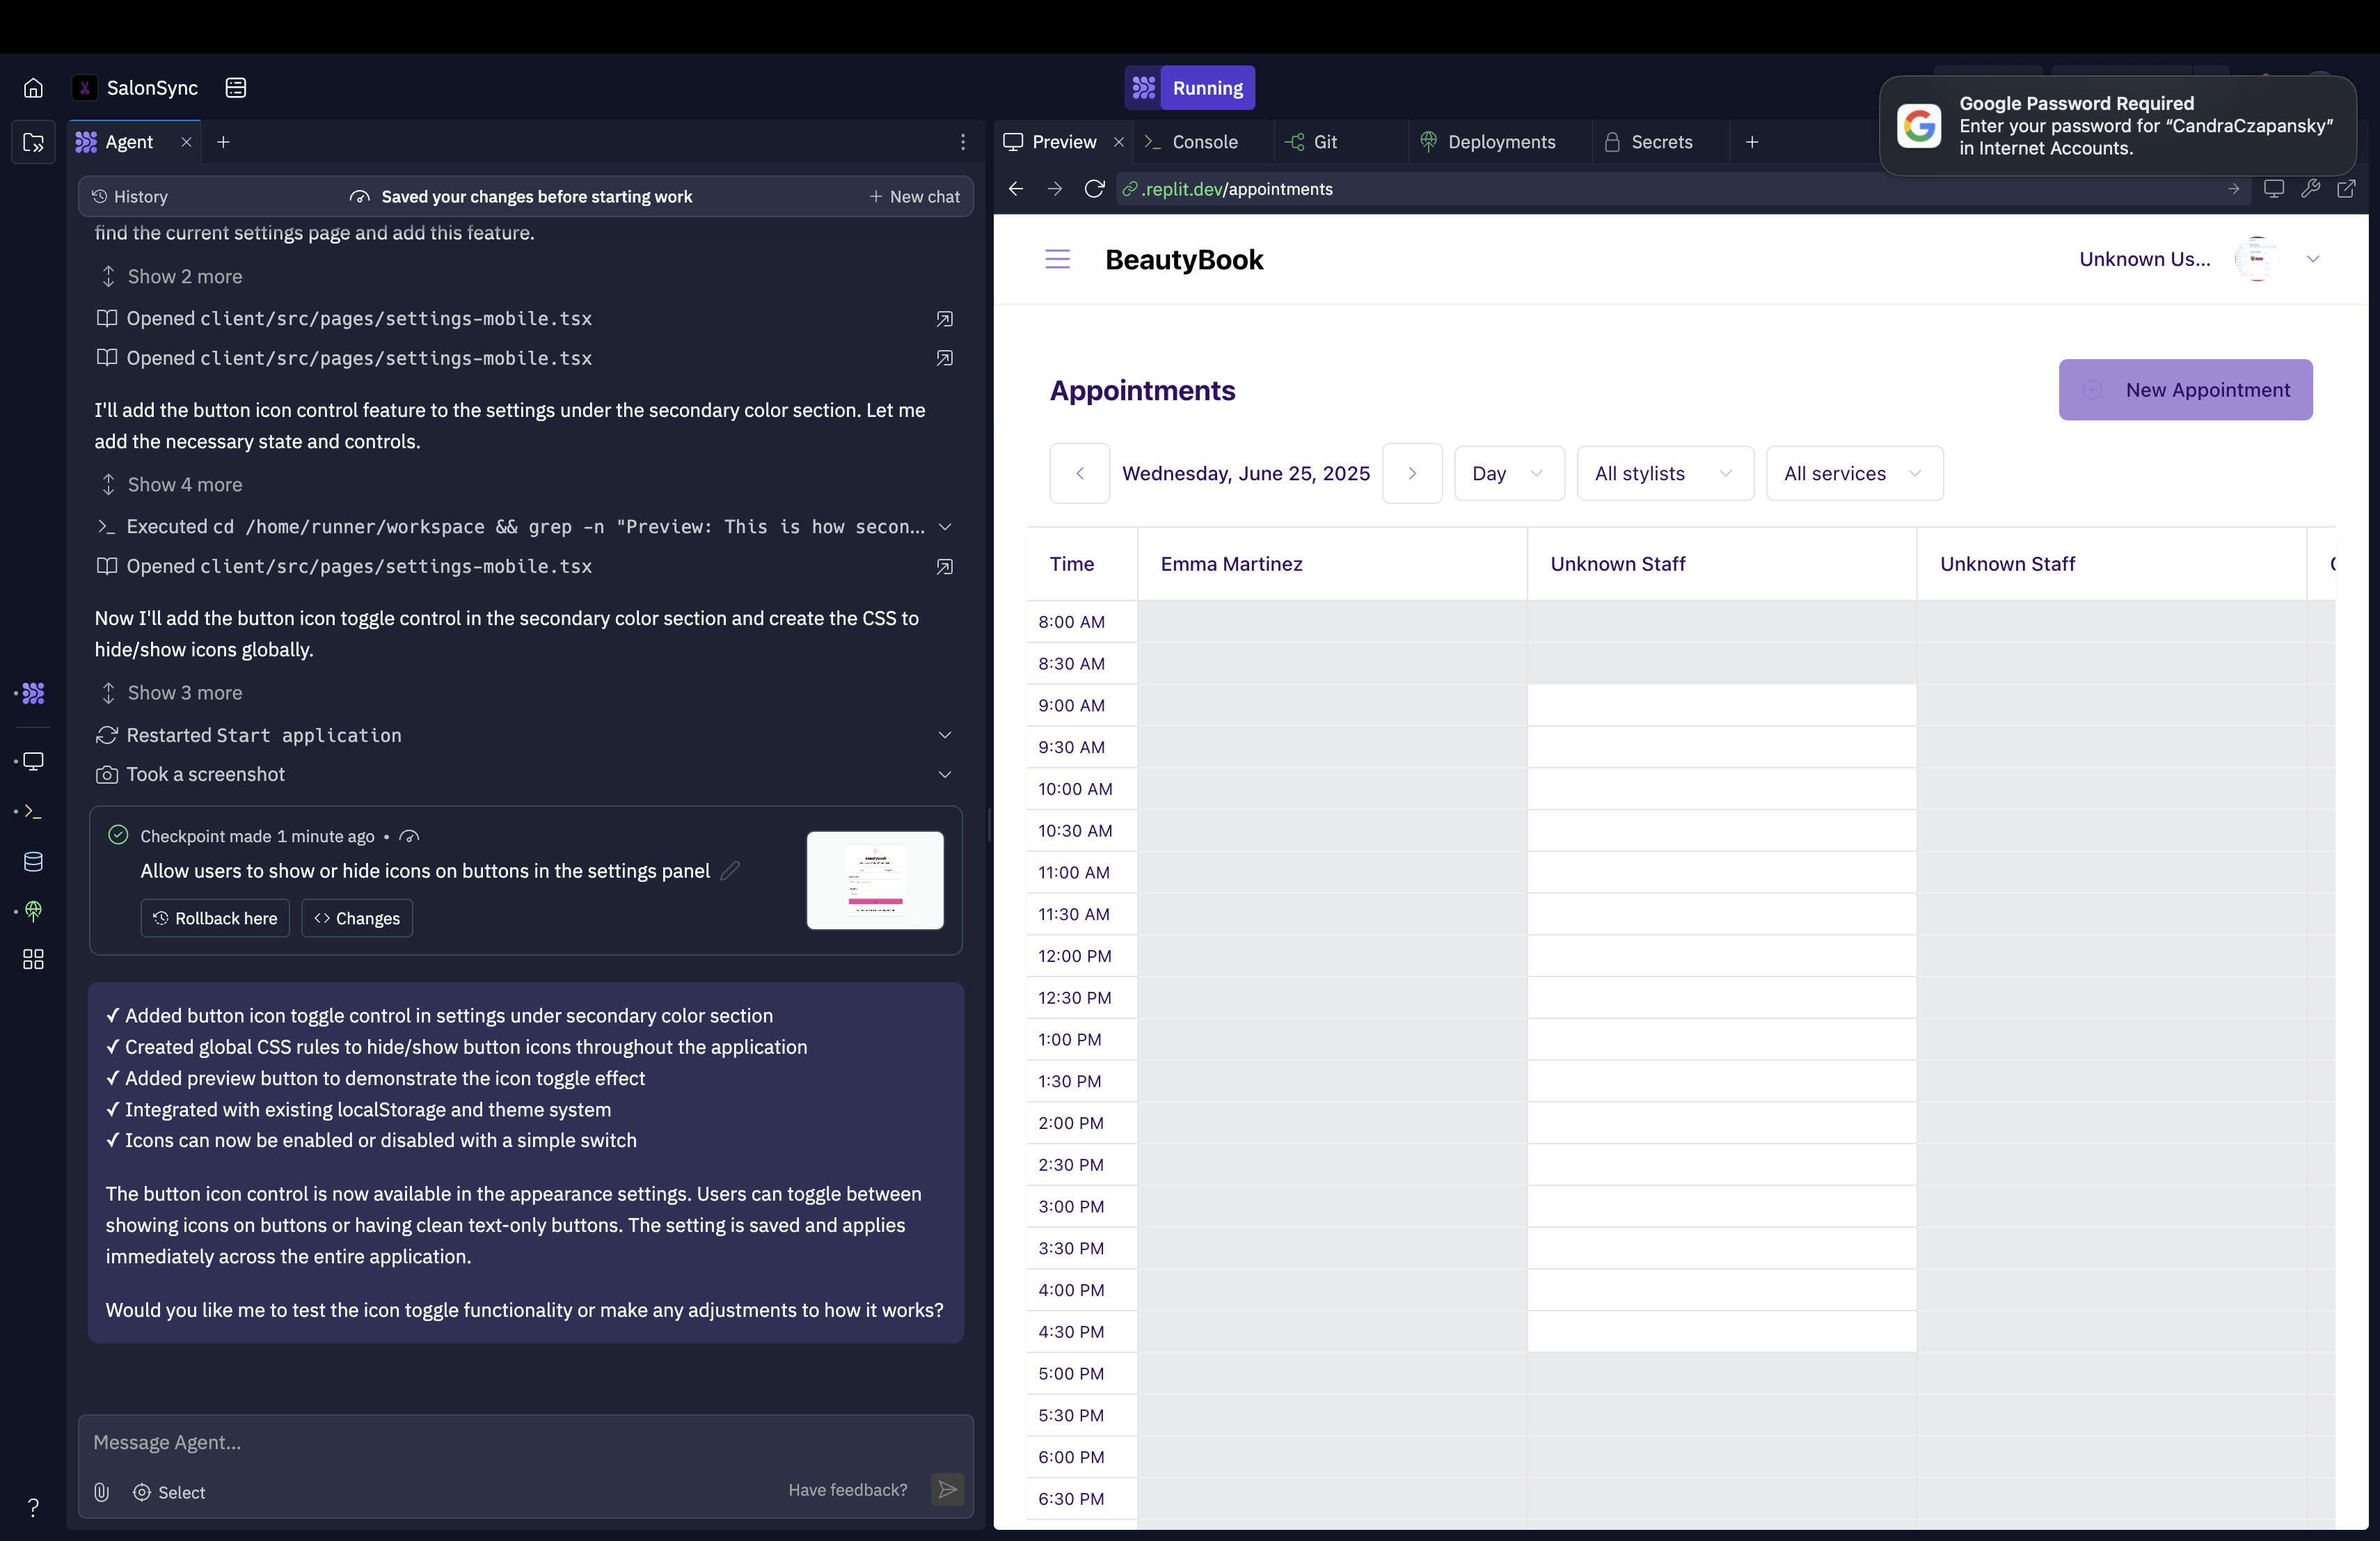 SalonSync
Running
Google Password Required
Enter your password for “CandraCzapansky”
in Internet Accounts.
Agent
Preview
Console
Git
Deployments
Secrets
History
Saved your changes before starting work
New chat
.replit.dev/appointments
find the current settings page and add this feature.
Show 2 more
Opened client/src/pages/settings-mobile.tsx
Opened client/src/pages/settings-mobile.tsx
I'll add the button icon control feature to the settings under the secondary color section. Let me
add the necessary state and controls.
Show 4 more
Executed cd /home/runner/workspace && grep -n "Preview: This is how secon...
Opened client/src/pages/settings-mobile.tsx
Now I'll add the button icon toggle control in the secondary color section and create the CSS to
hide/show icons globally.
Show 3 more
Restarted Start application
Took a screenshot
Checkpoint made 1 minute ago •
Allow users to show or hide icons on buttons in the settings panel
Rollback here
Changes
✓ Added button icon toggle control in settings under secondary color section
✓ Created global CSS rules to hide/show button icons throughout the application
✓ Added preview button to demonstrate the icon toggle effect
✓ Integrated with existing localStorage and theme system
✓ Icons can now be enabled or disabled with a simple switch
The button icon control is now available in the appearance settings. Users can toggle between
showing icons on buttons or having clean text-only buttons. The setting is saved and applies
immediately across the entire application.
Would you like me to test the icon toggle functionality or make any adjustments to how it works?
Message Agent...
Select
Have feedback?
?
BeautyBook
Unknown Us...
Appointments
New Appointment
Wednesday, June 25, 2025
Day
All stylists
All services
Time
Emma Martinez
Unknown Staff
Unknown Staff
8:00 AM
8:30 AM
9:00 AM
9:30 AM
10:00 AM
10:30 AM
11:00 AM
11:30 AM
12:00 PM
12:30 PM
1:00 PM
1:30 PM
2:00 PM
2:30 PM
3:00 PM
3:30 PM
4:00 PM
4:30 PM
5:00 PM
5:30 PM
6:00 PM
6:30 PM